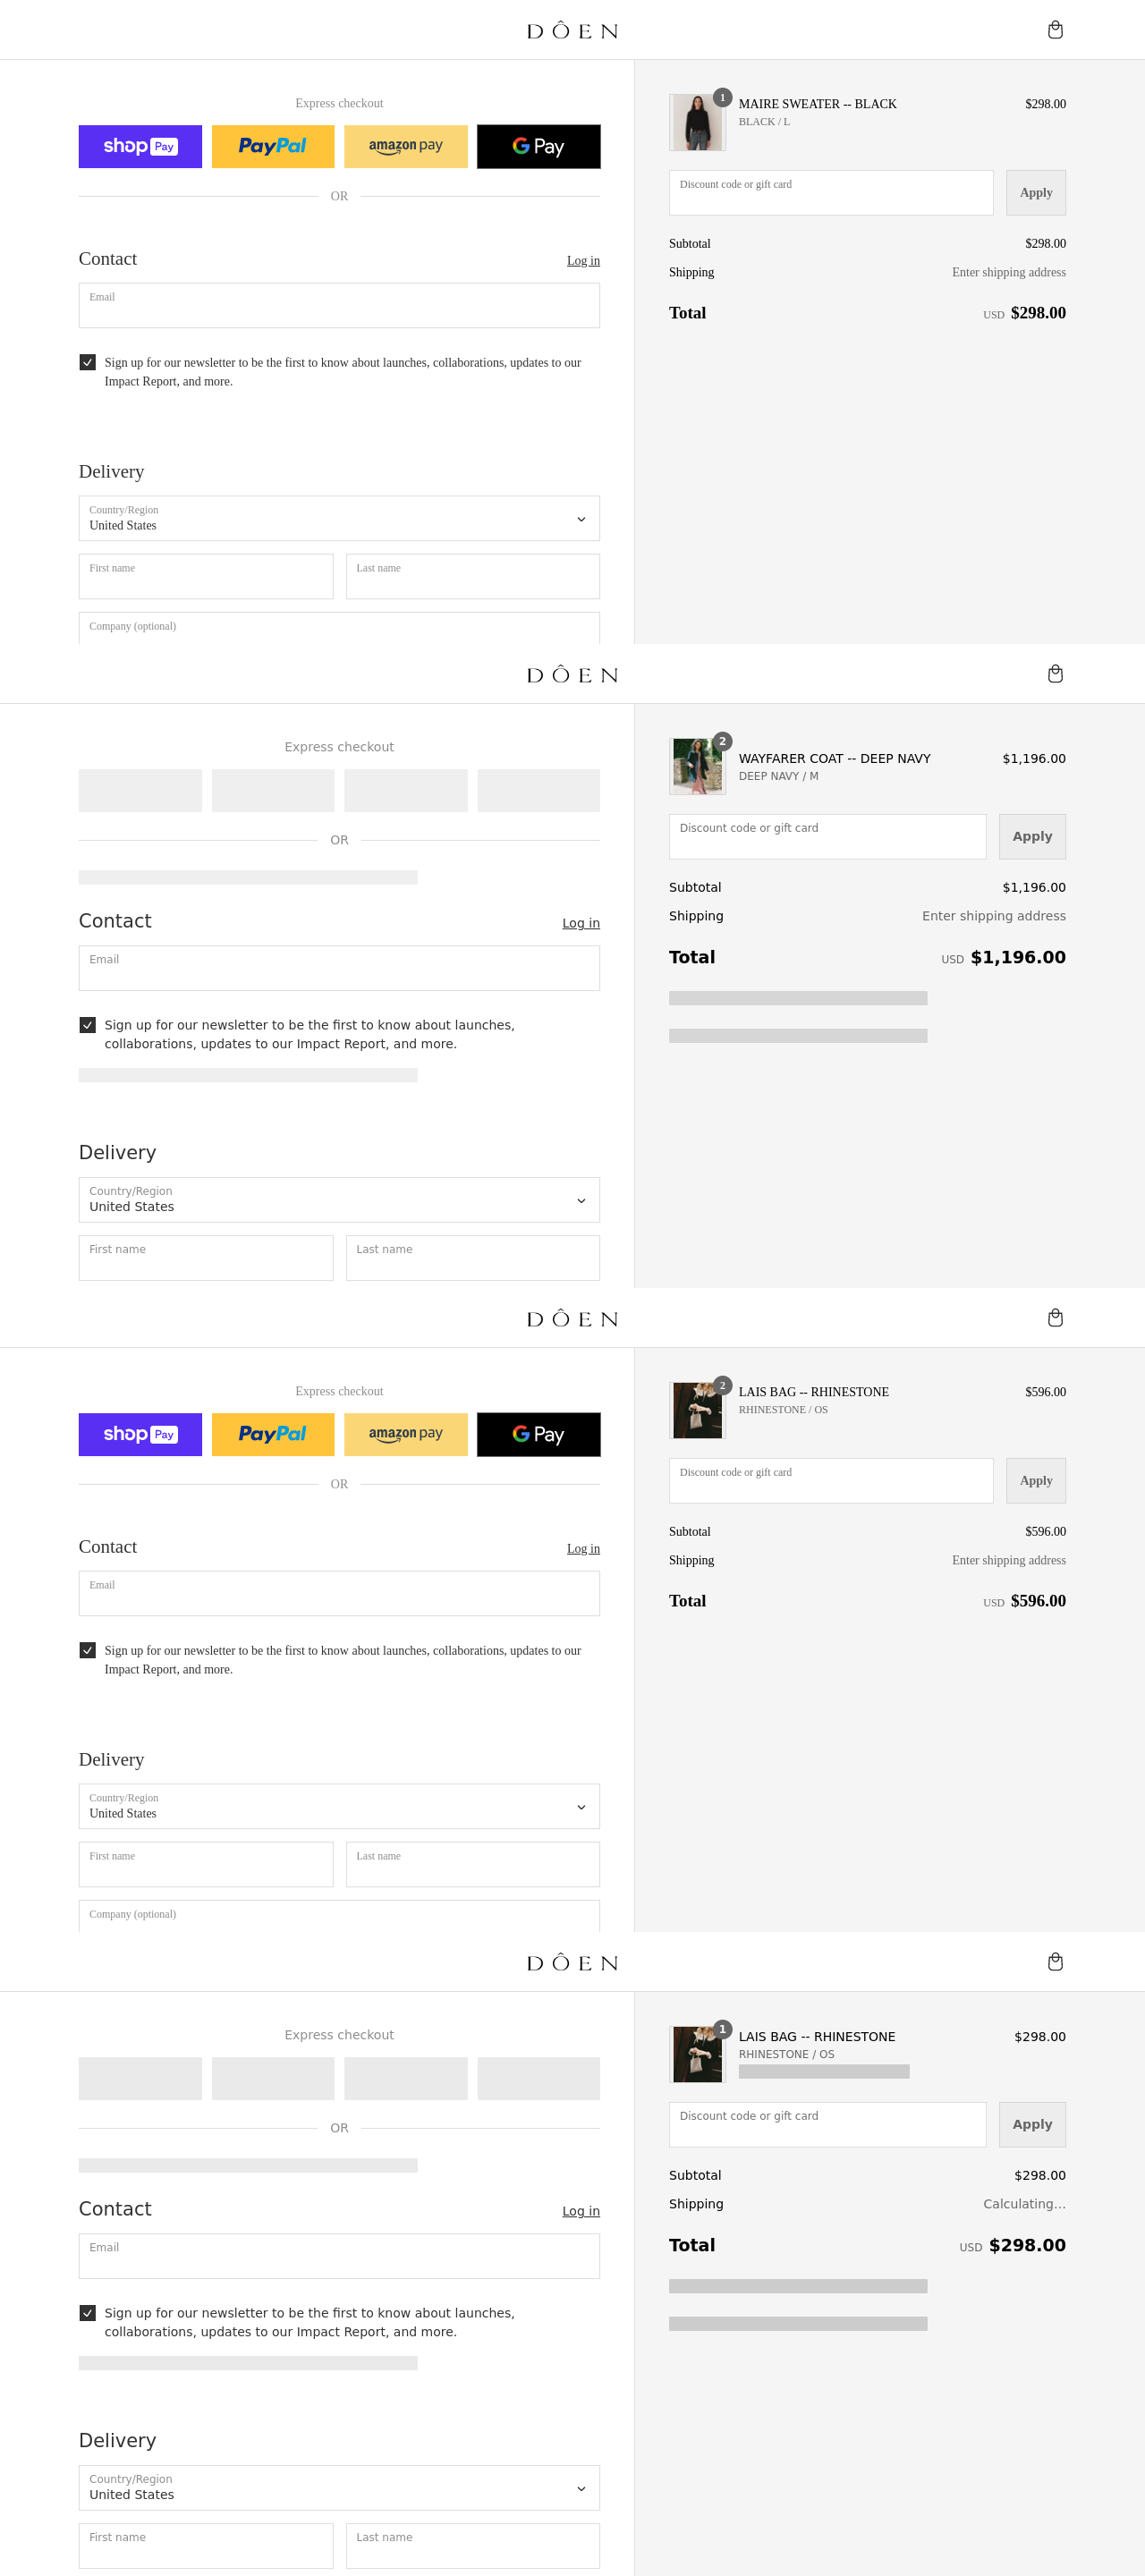 DÔEN
Express checkout
shop Pay
PayPal
amazon pay
G Pay
OR
Contact
Log in
Email
Sign up for our newsletter to be the first to know about launches, collaborations, updates to our
Impact Report, and more.
Delivery
Country/Region
United States
First name
Last name
Company (optional)
1
MAIRE SWEATER -- BLACK
$298.00
BLACK / L
Discount code or gift card
Apply
Subtotal
$298.00
Shipping
Enter shipping address
Total
USD $298.00
DÔEN
Express checkout
OR
Contact
Log in
Email
Sign up for our newsletter to be the first to know about launches,
collaborations, updates to our Impact Report, and more.
Delivery
Country/Region
United States
First name
Last name
2
WAYFARER COAT -- DEEP NAVY
$1,196.00
DEEP NAVY / M
Discount code or gift card
Apply
Subtotal
$1,196.00
Shipping
Enter shipping address
Total
USD $1,196.00
DÔEN
Express checkout
shop Pay
PayPal
amazon pay
G Pay
OR
Contact
Log in
Email
Sign up for our newsletter to be the first to know about launches, collaborations, updates to our
Impact Report, and more.
Delivery
Country/Region
United States
First name
Last name
Company (optional)
2
LAIS BAG -- RHINESTONE
$596.00
RHINESTONE / OS
Discount code or gift card
Apply
Subtotal
$596.00
Shipping
Enter shipping address
Total
USD $596.00
DÔEN
Express checkout
OR
Contact
Log in
Email
Sign up for our newsletter to be the first to know about launches,
collaborations, updates to our Impact Report, and more.
Delivery
Country/Region
United States
First name
Last name
1
LAIS BAG -- RHINESTONE
$298.00
RHINESTONE / OS
Discount code or gift card
Apply
Subtotal
$298.00
Shipping
Calculating...
Total
USD $298.00